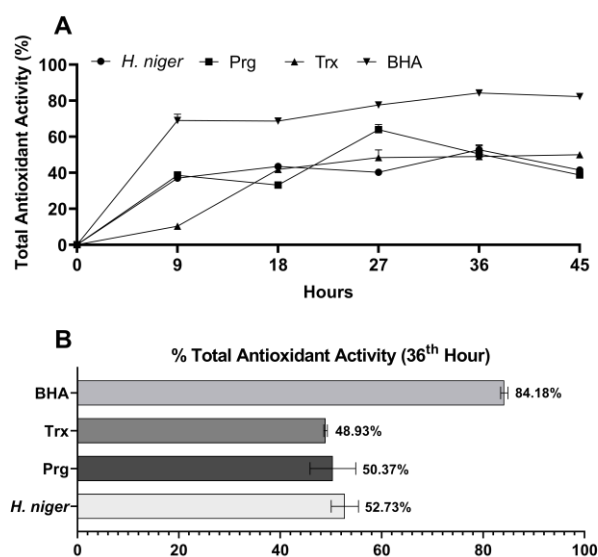 A
H. niger Prg Trx BHA
Total Antioxidant Activity (%)
100
80
60
40
20
0
0 9 18 27 36 45
Hours
B
% Total Antioxidant Activity (36th Hour)
BHA 84.18%
Trx 48.93%
Prg 50.37%
H. niger 52.73%
0 20 40 60 80 100